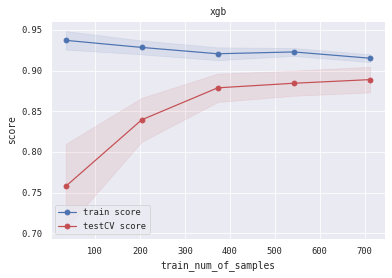 xgb
0.95
0.90
0.85
score
0.80
0.75
train score
testCV score
0.70
100 200 300 400 500 600 700
train_num_of_samples